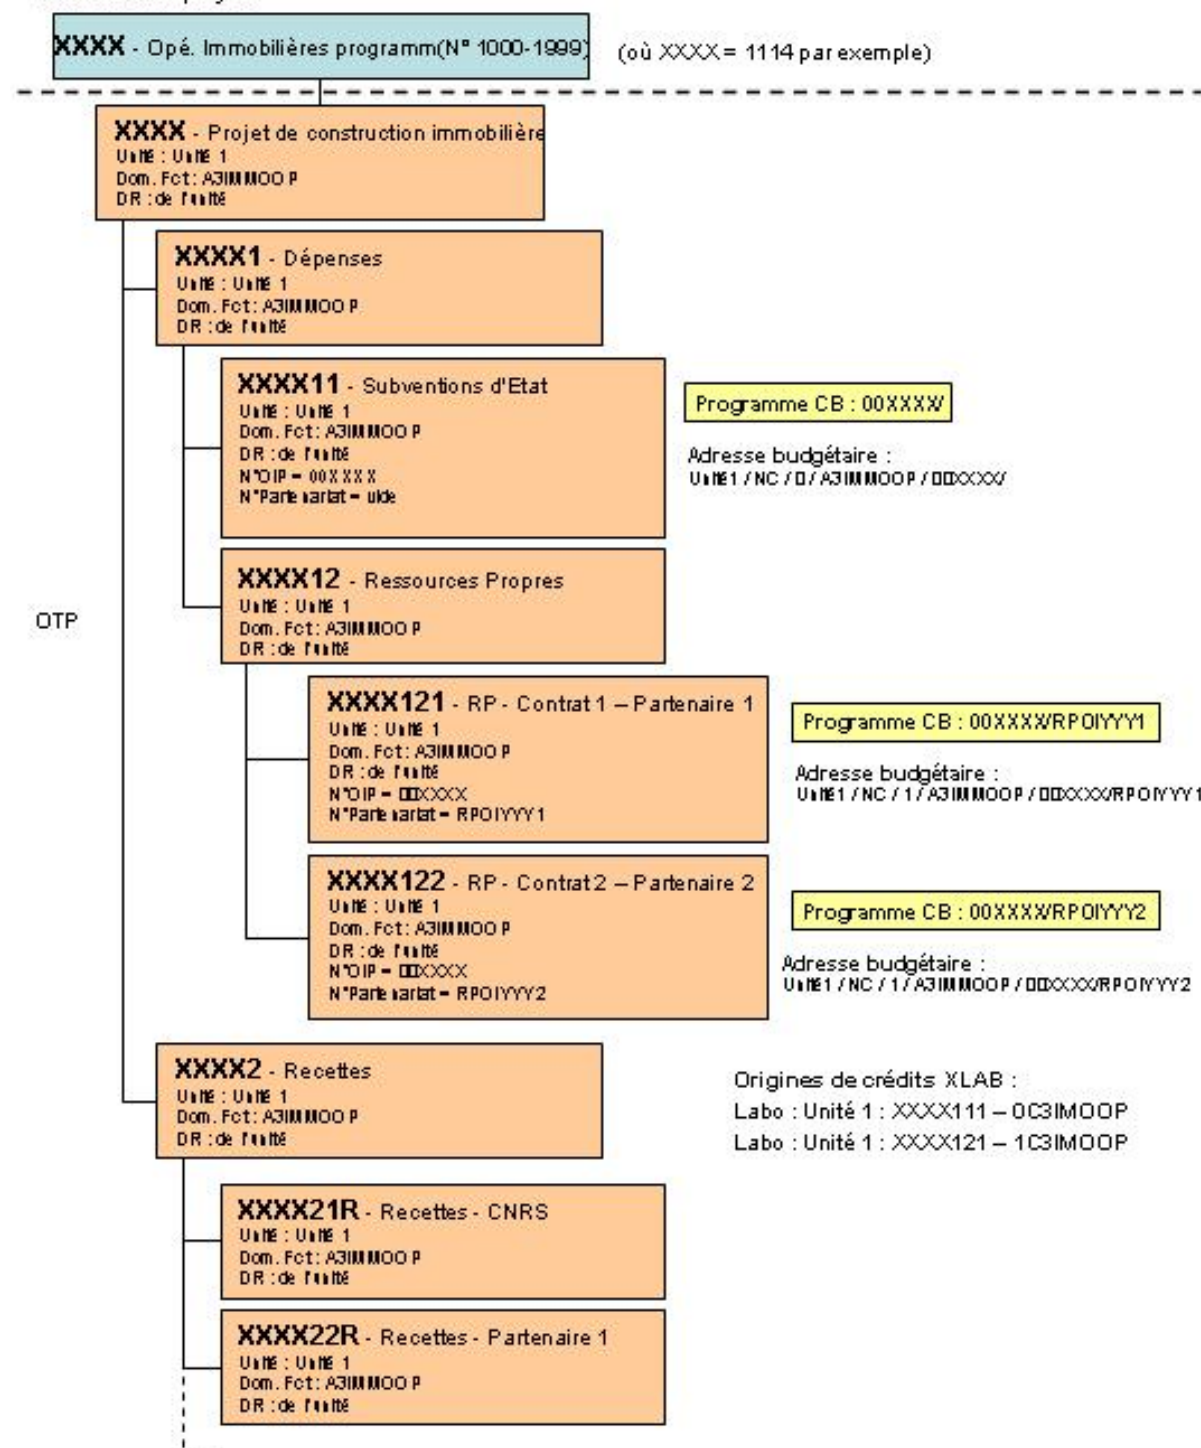 XXXX - Opé. Immobilières programm(N° 1000-1999)
(où XXXX = 1114 par exemple)
XXXX - Projet de construction immobilière
Unité : Unité 1
Dom. Fct : A3IMMOOP
DR : de l'unité
XXXX1 - Dépenses
Unité : Unité 1
Dom. Fct : A3IMMOOP
DR : de l'unité
XXXX11 - Subventions d'Etat
Unité : Unité 1
Dom. Fct : A3IMMOOP
DR : de l'unité
N°OIP = 00XXXX
N°Partenariat = vide
Programme CB : 00XXXX/
Adresse budgétaire :
Unité1 / NC / 0 / A3IMMOOP / 00XXXX/
XXXX12 - Ressources Propres
Unité : Unité 1
Dom. Fct : A3IMMOOP
DR : de l'unité
OTP
XXXX121 - RP - Contrat 1 – Partenaire 1
Unité : Unité 1
Dom. Fct : A3IMMOOP
DR : de l'unité
N°OIP = 00XXXX
N°Partenariat = RPOIYYY1
Programme CB : 00XXXX/RPOIYYY1
Adresse budgétaire :
Unité1 / NC / 1 / A3IMMOOP / 00XXXX/RPOIYYY1
XXXX122 - RP - Contrat 2 – Partenaire 2
Unité : Unité 1
Dom. Fct : A3IMMOOP
DR : de l'unité
N°OIP = 00XXXX
N°Partenariat = RPOIYYY2
Programme CB : 00XXXX/RPOIYYY2
Adresse budgétaire :
Unité1 / NC / 1 / A3IMMOOP / 00XXXX/RPOIYYY2
XXXX2 - Recettes
Unité : Unité 1
Dom. Fct : A3IMMOOP
DR : de l'unité
Origines de crédits XLAB :
Labo : Unité 1 : XXXX111 – 0C3IMOOP
Labo : Unité 1 : XXXX121 – 1C3IMOOP
XXXX21R - Recettes - CNRS
Unité : Unité 1
Dom. Fct : A3IMMOOP
DR : de l'unité
XXXX22R - Recettes - Partenaire 1
Unité : Unité 1
Dom. Fct : A3IMMOOP
DR : de l'unité